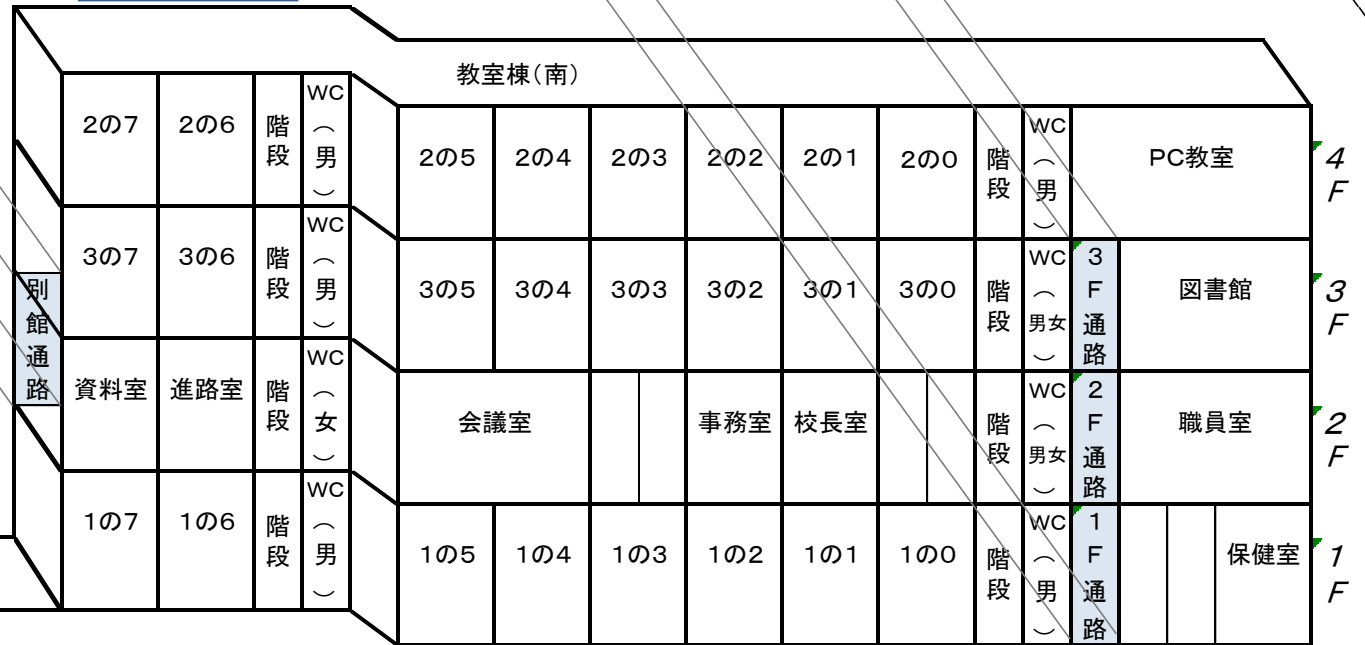 教室棟(南)
2の7 2の6 階段 WC(男) 2の5 2の4 2の3 2の2 2の1 2の0 階段 WC(男) PC教室 4F
3の7 3の6 階段 WC(男) 3の5 3の4 3の3 3の2 3の1 3の0 階段 WC(男女) 3F通路 図書館 3F
別館通路
資料室 進路室 階段 WC(女) 会議室 事務室 校長室 階段 WC(男女) 2F通路 職員室 2F
1の7 1の6 階段 WC(男) 1の5 1の4 1の3 1の2 1の1 1の0 階段 WC(男) 1F通路 保健室 1F